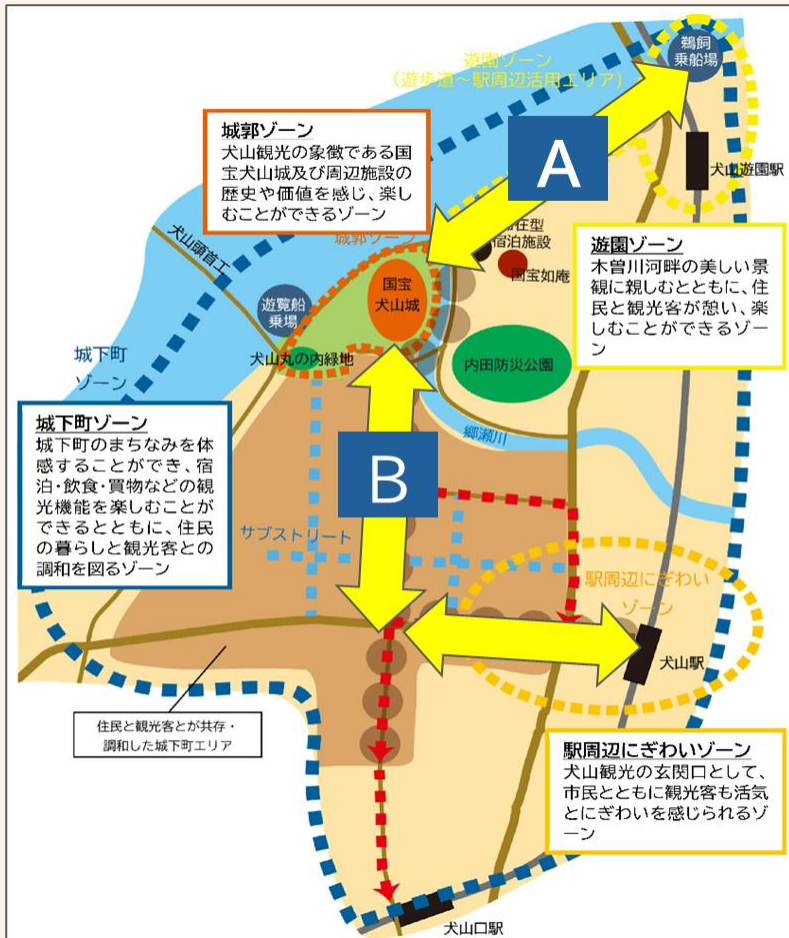 鵜飼
乗船場
遊園ゾーン
（遊歩道～駅周辺活用エリア）
城郭ゾーン
犬山観光の象徴である国
宝犬山城及び周辺施設の
歴史や価値を感じ、楽し
むことができるゾーン
A
犬山遊園駅
犬山頭首工
城郭ゾーン
宿泊施設
国宝如庵
遊園ゾーン
木曽川河畔の美しい景
観に親しむとともに、住
民と観光客が憩い、楽
しむことができるゾー
ン
国宝
犬山城
遊覧船
乗場
犬山丸の内緑地
内田防災公園
城下町
ゾーン
郷瀬川
城下町ゾーン
城下町のまちなみを体
感することができ、宿
泊・飲食・買物などの観
光機能を楽しむことが
できるとともに、住民
の暮らしと観光客との
調和を図るゾーン
B
サブストリート
駅周辺にぎわい
ゾーン
犬山駅
住民と観光客とが共存・
調和した城下町エリア
駅周辺にぎわいゾーン
犬山観光の玄関口として、
市民とともに観光客も活気
とにぎわいを感じられるゾ
ーン
犬山口駅